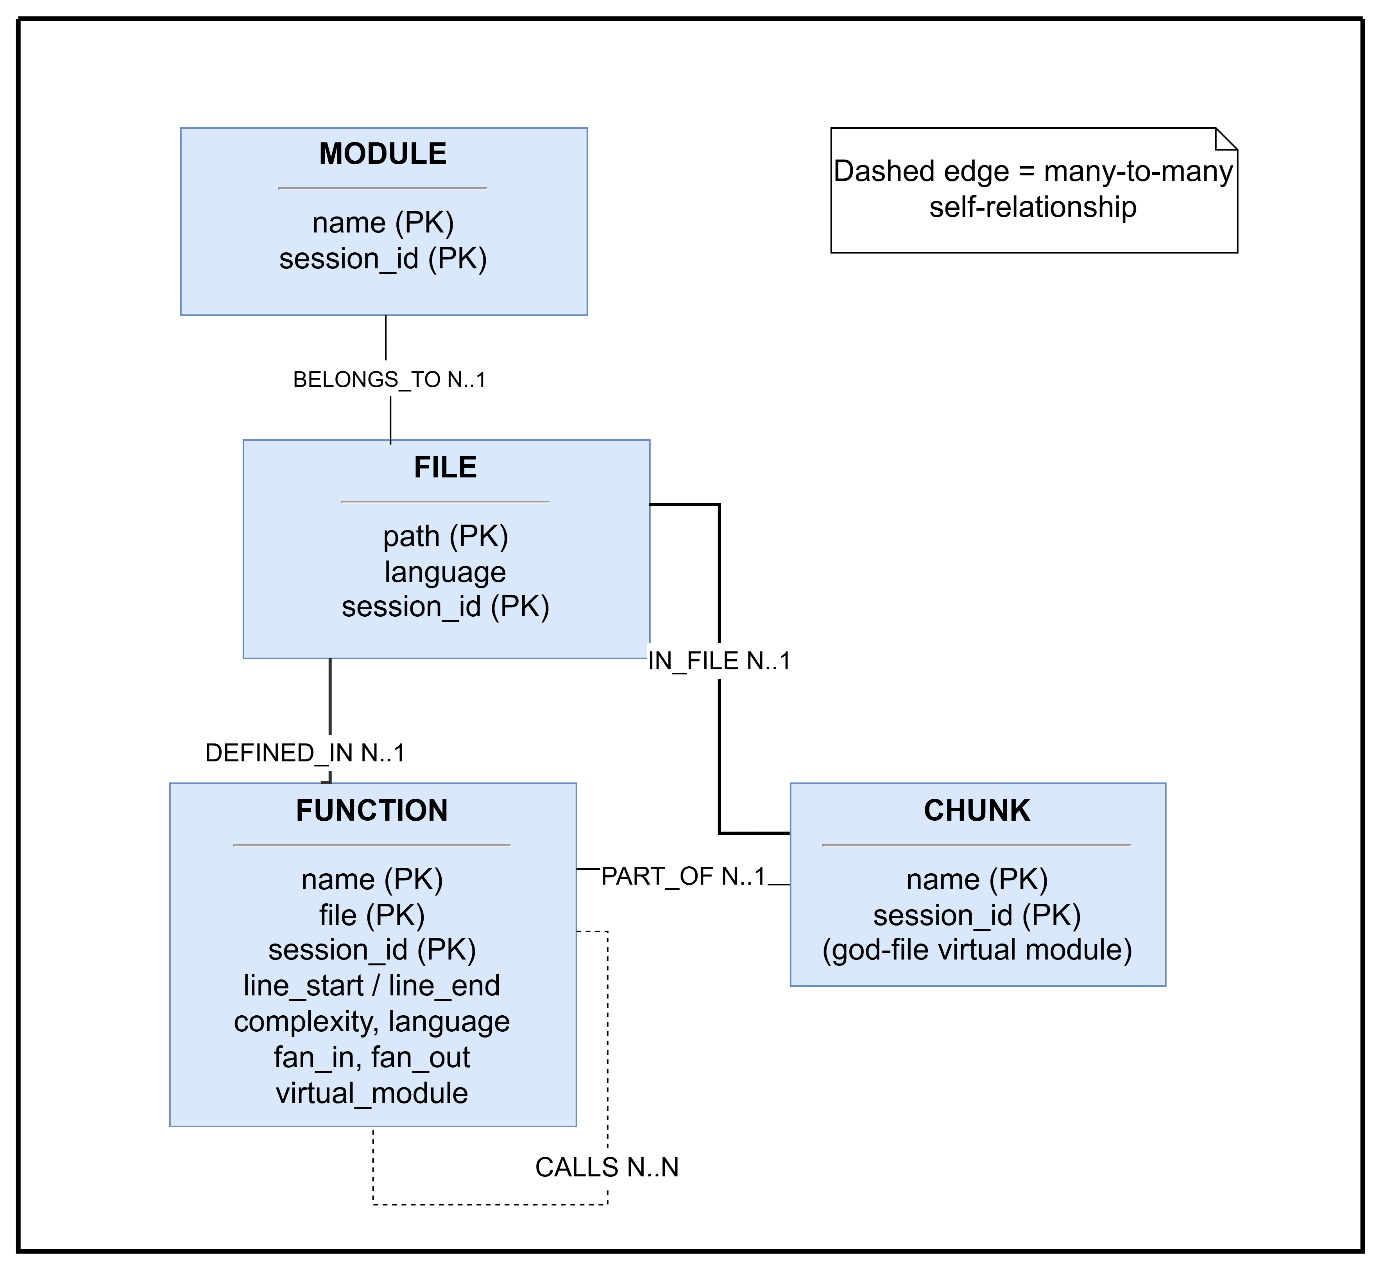 MODULE
name (PK)
session_id (PK)
Dashed edge = many-to-many
self-relationship
BELONGS_TO N..1
FILE
path (PK)
language
session_id (PK)
IN_FILE N..1
DEFINED_IN N..1
FUNCTION
name (PK)
file (PK)
session_id (PK)
line_start / line_end
complexity, language
fan_in, fan_out
virtual_module
PART_OF N..1
CHUNK
name (PK)
session_id (PK)
(god-file virtual module)
CALLS N..N